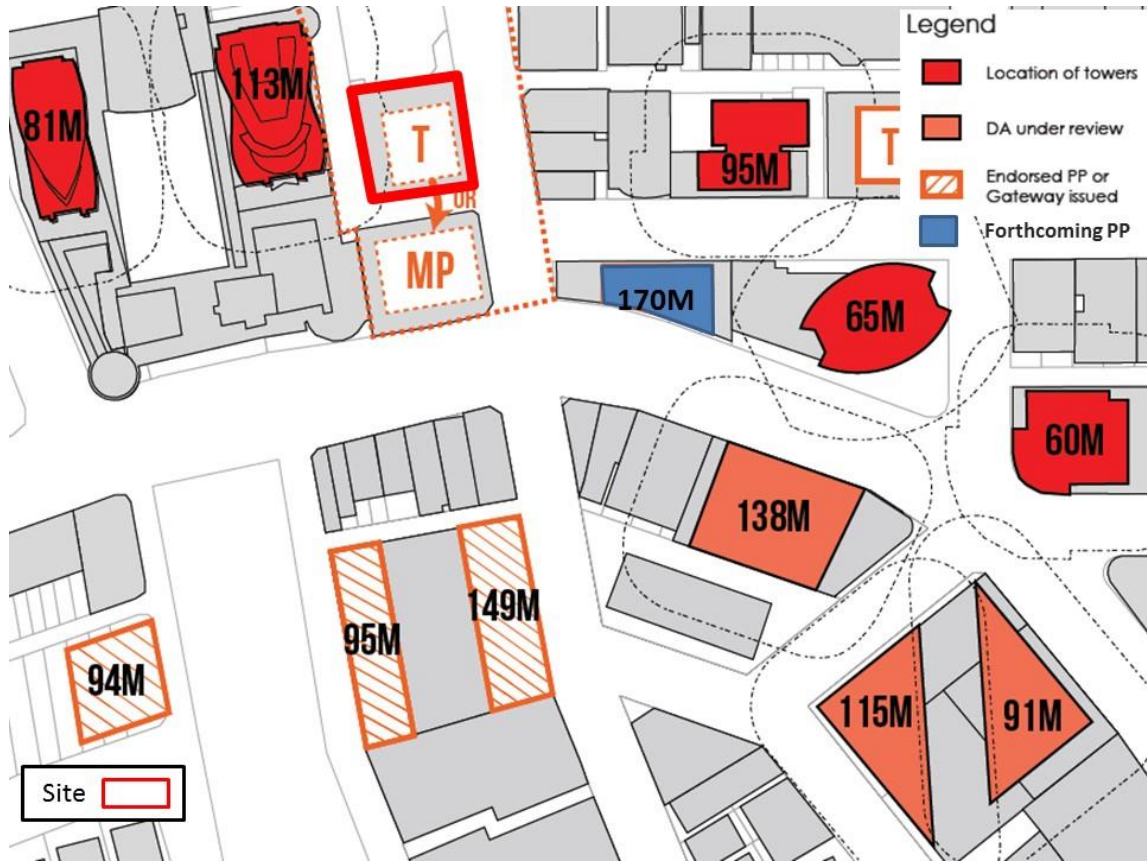 Legend
Location of towers
DA under review
Endorsed PP or
Gateway issued
Forthcoming PP
81M
113M
T
OR
MP
95M
T
170M
65M
60M
138M
149M
95M
94M
115M
91M
Site